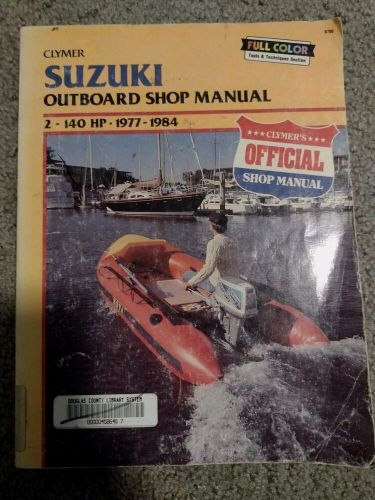 CLYMER
SUZUKI
OUTBOARD SHOP MANUAL
2 - 140 HP · 1977 - 1984
FULL COLOR
Tools & Techniques Section
CLYMER'S
OFFICIAL
SHOP MANUAL
DOUGLAS COUNTY LIBRARY SYSTEM